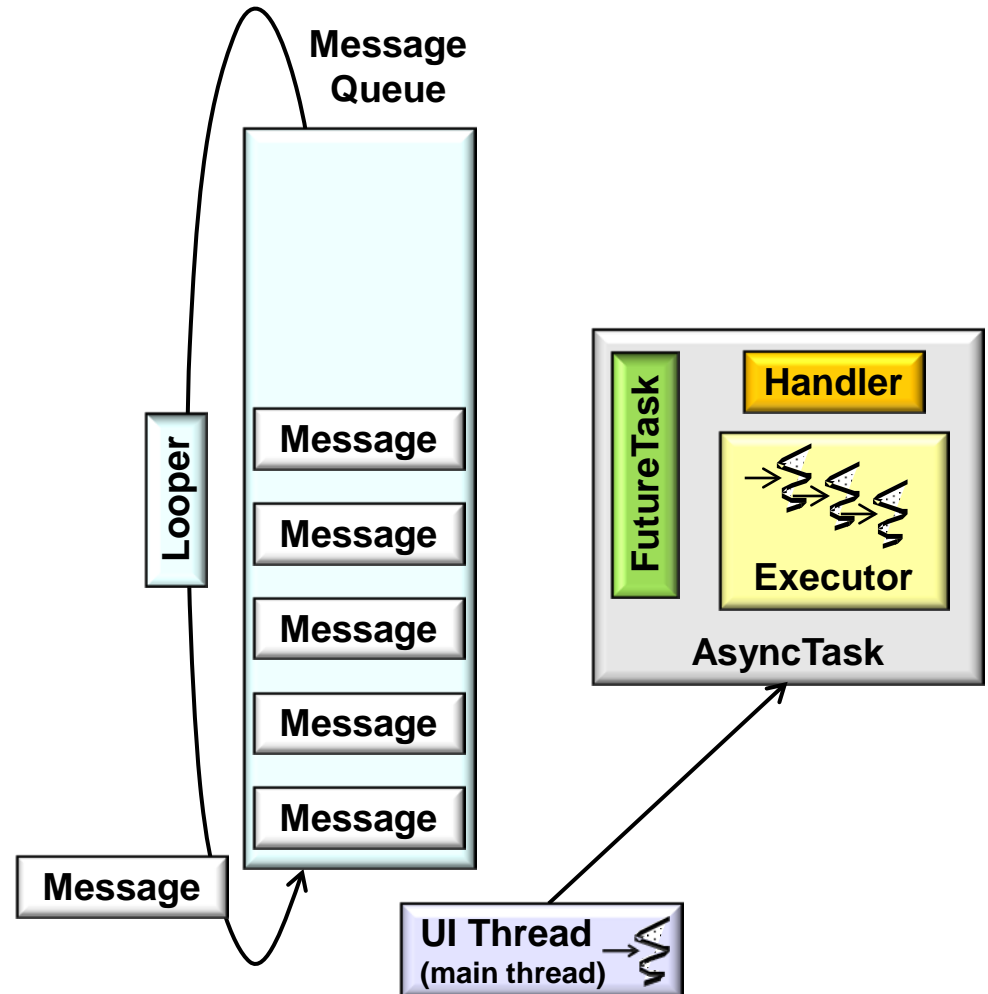 Message
Queue
Looper
Message
Message
Message
Message
Message
Message
FutureTask
Handler
Executor
AsyncTask
UI Thread
(main thread)